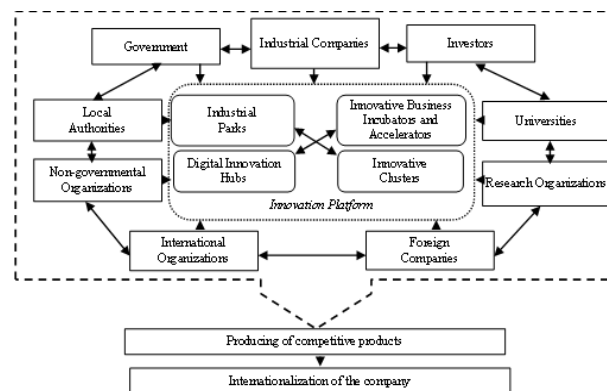 Government
Industrial Companies
Investors
Local
Authorities
Industrial
Parks
Innovative Business
Incubators and
Accelerators
Universities
Non-governmental
Organizations
Digital Innovation
Hubs
Innovative
Clusters
Research Organizations
Innovation Platform
International
Organizations
Foreign
Companies
Producing of competitive products
Internationalization of the company